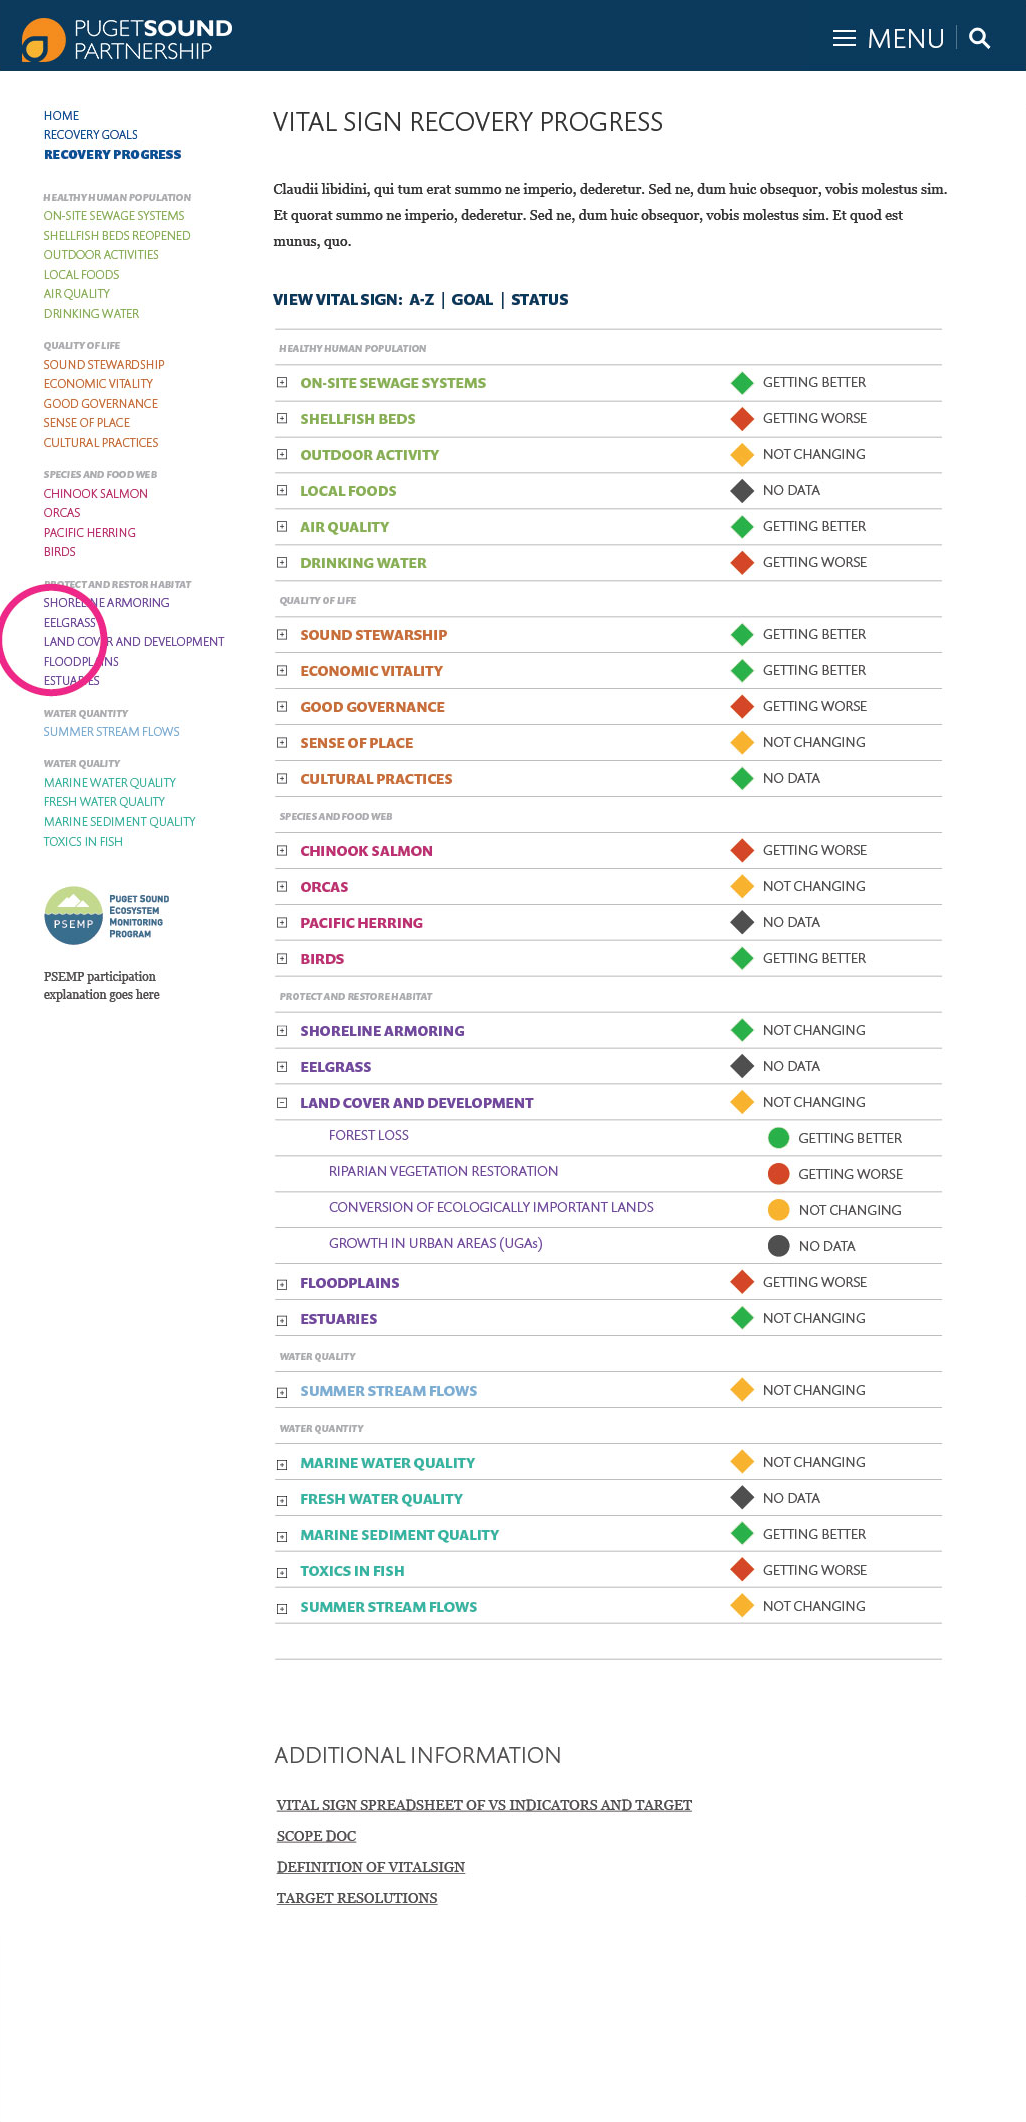 PUGETSOUND
PARTNERSHIP
MENU
HOME
RECOVERY GOALS
RECOVERY PROGRESS
HEALTHY HUMAN POPULATION
ON-SITE SEWAGE SYSTEMS
SHELLFISH BEDS REOPENED
OUTDOOR ACTIVITIES
LOCAL FOODS
AIR QUALITY
DRINKING WATER
QUALITY OF LIFE
SOUND STEWARDSHIP
ECONOMIC VITALITY
GOOD GOVERNANCE
SENSE OF PLACE
CULTURAL PRACTICES
SPECIES AND FOOD WEB
CHINOOK SALMON
ORCAS
PACIFIC HERRING
BIRDS
PROTECT AND RESTOR HABITAT
SHORELINE ARMORING
EELGRASS
LAND COVER AND DEVELOPMENT
FLOODPLAINS
ESTUARIES
WATER QUANTITY
SUMMER STREAM FLOWS
WATER QUALITY
MARINE WATER QUALITY
FRESH WATER QUALITY
MARINE SEDIMENT QUALITY
TOXICS IN FISH
PSEMP
PUGET SOUND
ECOSYSTEM
MONITORING
PROGRAM
PSEMP participation
explanation goes here
VITAL SIGN RECOVERY PROGRESS
Claudii libidini, qui tum erat summo ne imperio, dederetur. Sed ne, dum huic obsequor, vobis molestus sim.
Et quorat summo ne imperio, dederetur. Sed ne, dum huic obsequor, vobis molestus sim. Et quod est
munus, quo.
VIEW VITAL SIGN: A-Z | GOAL | STATUS
HEALTHY HUMAN POPULATION
ON-SITE SEWAGE SYSTEMS GETTING BETTER
SHELLFISH BEDS GETTING WORSE
OUTDOOR ACTIVITY NOT CHANGING
LOCAL FOODS NO DATA
AIR QUALITY GETTING BETTER
DRINKING WATER GETTING WORSE
QUALITY OF LIFE
SOUND STEWARSHIP GETTING BETTER
ECONOMIC VITALITY GETTING BETTER
GOOD GOVERNANCE GETTING WORSE
SENSE OF PLACE NOT CHANGING
CULTURAL PRACTICES NO DATA
SPECIES AND FOOD WEB
CHINOOK SALMON GETTING WORSE
ORCAS NOT CHANGING
PACIFIC HERRING NO DATA
BIRDS GETTING BETTER
PROTECT AND RESTORE HABITAT
SHORELINE ARMORING NOT CHANGING
EELGRASS NO DATA
LAND COVER AND DEVELOPMENT NOT CHANGING
FOREST LOSS GETTING BETTER
RIPARIAN VEGETATION RESTORATION GETTING WORSE
CONVERSION OF ECOLOGICALLY IMPORTANT LANDS NOT CHANGING
GROWTH IN URBAN AREAS (UGAs) NO DATA
FLOODPLAINS GETTING WORSE
ESTUARIES NOT CHANGING
WATER QUALITY
SUMMER STREAM FLOWS NOT CHANGING
WATER QUANTITY
MARINE WATER QUALITY NOT CHANGING
FRESH WATER QUALITY NO DATA
MARINE SEDIMENT QUALITY GETTING BETTER
TOXICS IN FISH GETTING WORSE
SUMMER STREAM FLOWS NOT CHANGING
ADDITIONAL INFORMATION
VITAL SIGN SPREADSHEET OF VS INDICATORS AND TARGET
SCOPE DOC
DEFINITION OF VITALSIGN
TARGET RESOLUTIONS